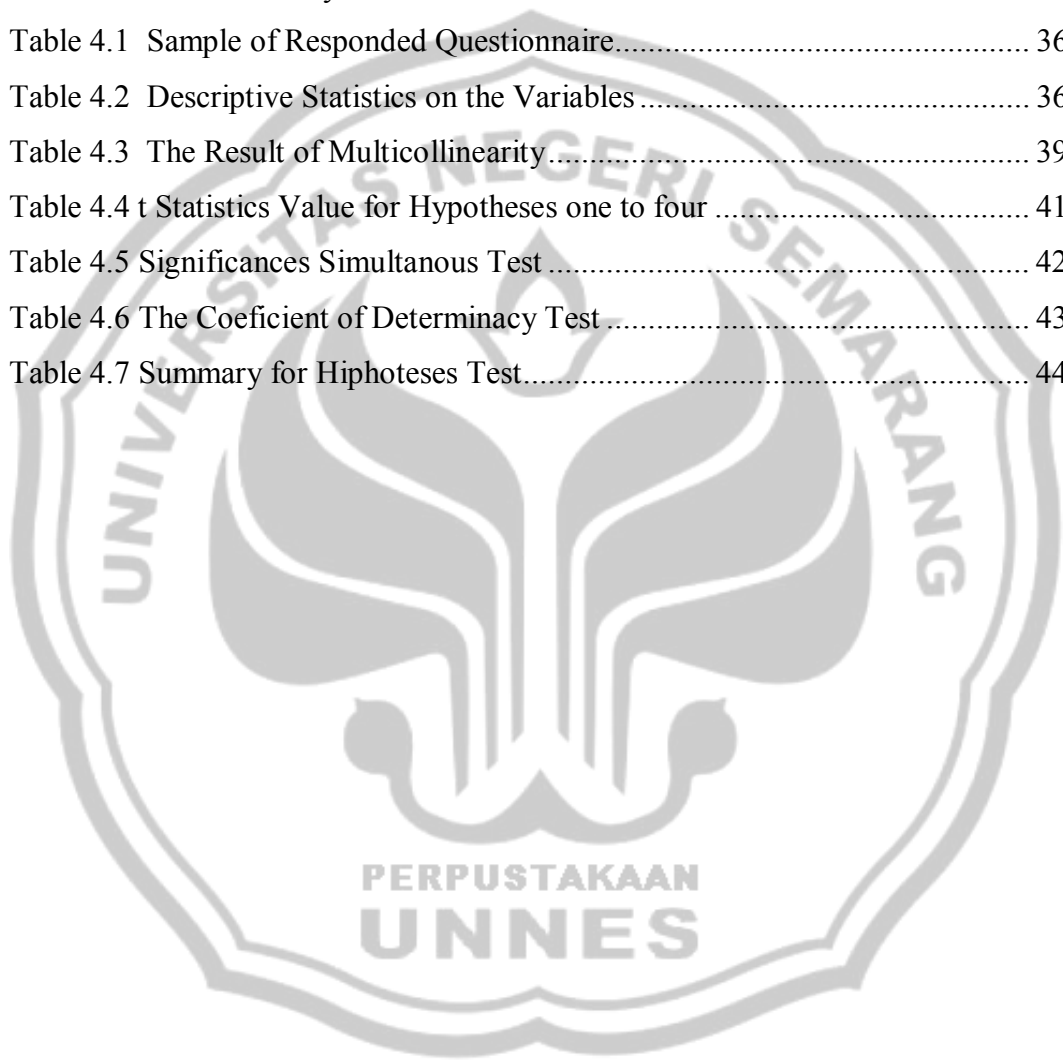 Table 4.1 Sample of Responded Questionnaire.......................................................... 36
Table 4.2 Descriptive Statistics on the Variables ...................................................... 36
Table 4.3 The Result of Multicollinearity.................................................................. 39
Table 4.4 t Statistics Value for Hypotheses one to four ............................................ 41
Table 4.5 Significances Simultanous Test ................................................................. 42
Table 4.6 The Coeficient of Determinacy Test ......................................................... 43
Table 4.7 Summary for Hiphoteses Test.................................................................... 44
UNIVERSITAS NEGERI SEMARANG
PERPUSTAKAAN
UNNES